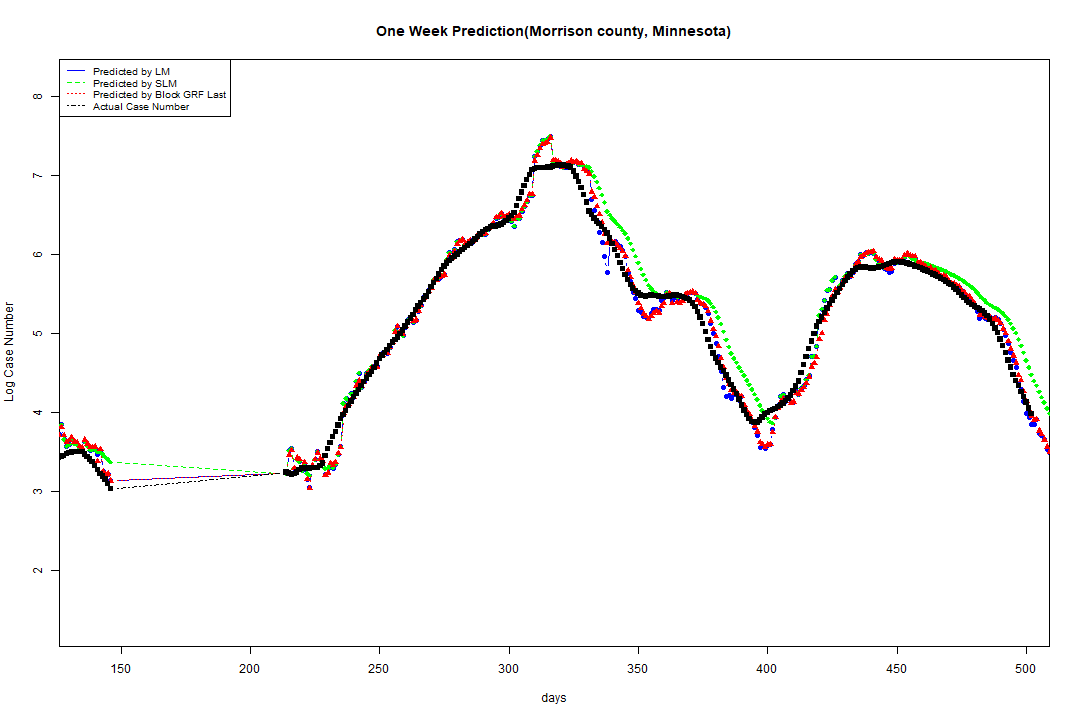 One Week Prediction(Morrison county, Minnesota)
Predicted by LM
Predicted by SLM
Predicted by Block GRF Last
Actual Case Number
Log Case Number
8
7
6
5
4
3
2
150 200 250 300 350 400 450 500
days